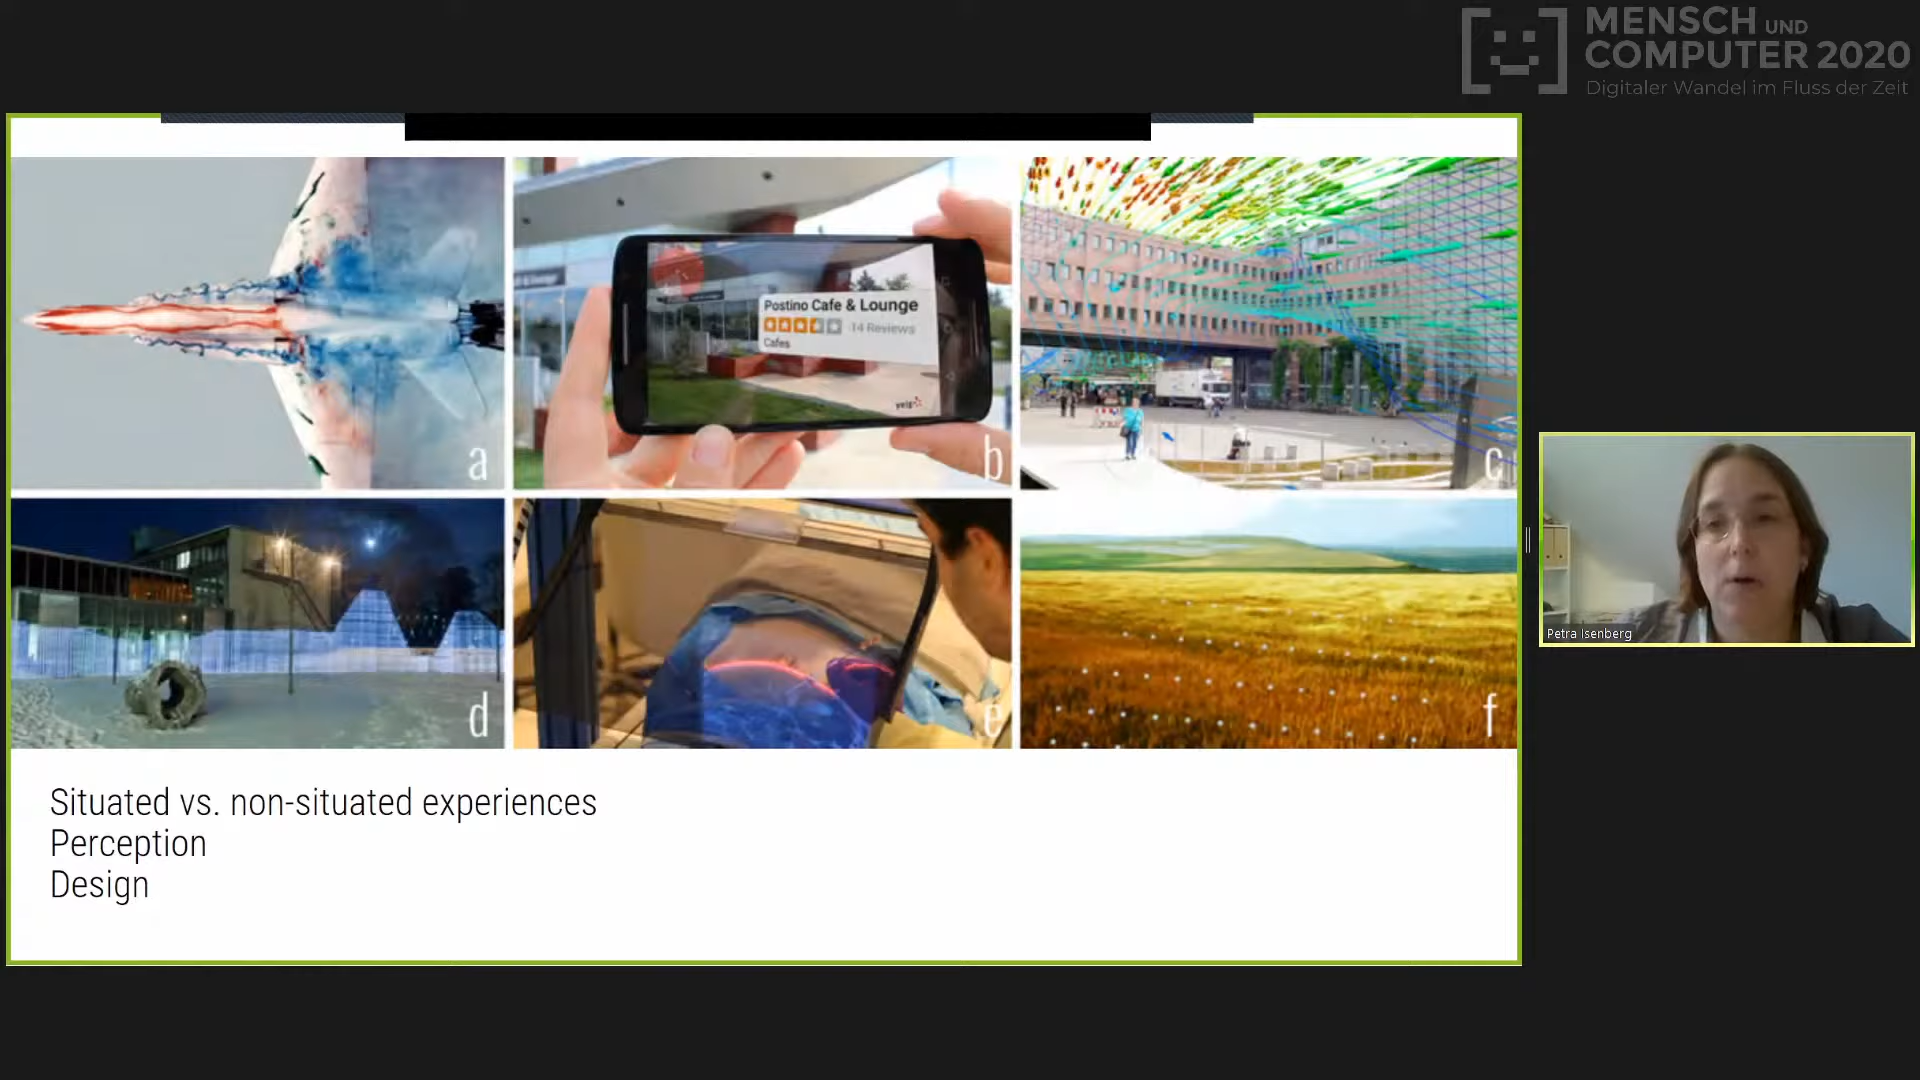 MENSCH UND
COMPUTER 2020
Digitaler Wandel im Fluss der Zeit
a
b
c
Postino Cafe & Lounge
14 Reviews
Cafes
yelp
d
e
f
Situated vs. non-situated experiences
Perception
Design
Petra Isenberg